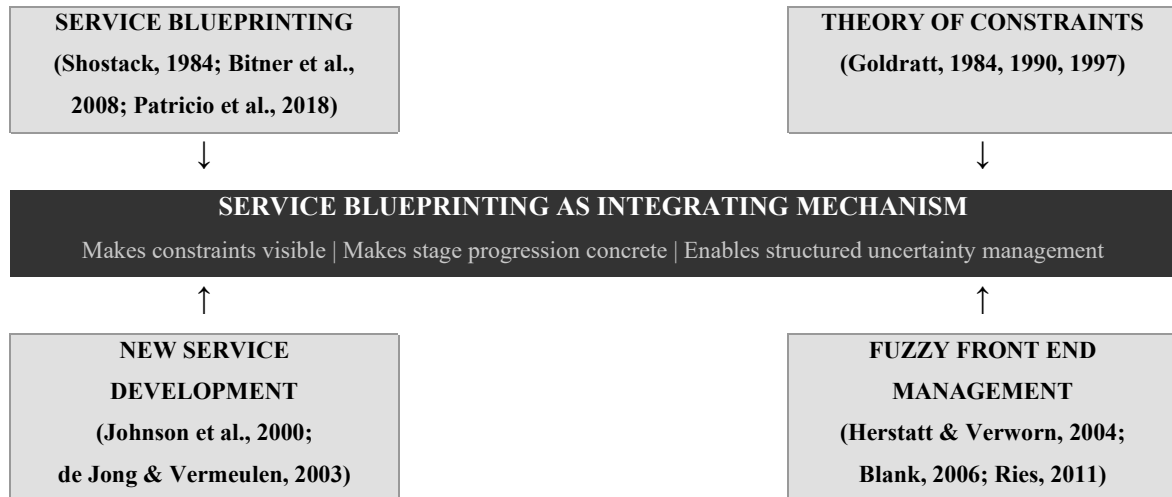 SERVICE BLUEPRINTING
(Shostack, 1984; Bitner et al.,
2008; Patricio et al., 2018)
THEORY OF CONSTRAINTS
(Goldratt, 1984, 1990, 1997)
↓
↓
SERVICE BLUEPRINTING AS INTEGRATING MECHANISM
Makes constraints visible | Makes stage progression concrete | Enables structured uncertainty management
↑
↑
NEW SERVICE
DEVELOPMENT
(Johnson et al., 2000;
de Jong & Vermeulen, 2003)
FUZZY FRONT END
MANAGEMENT
(Herstatt & Verworn, 2004;
Blank, 2006; Ries, 2011)